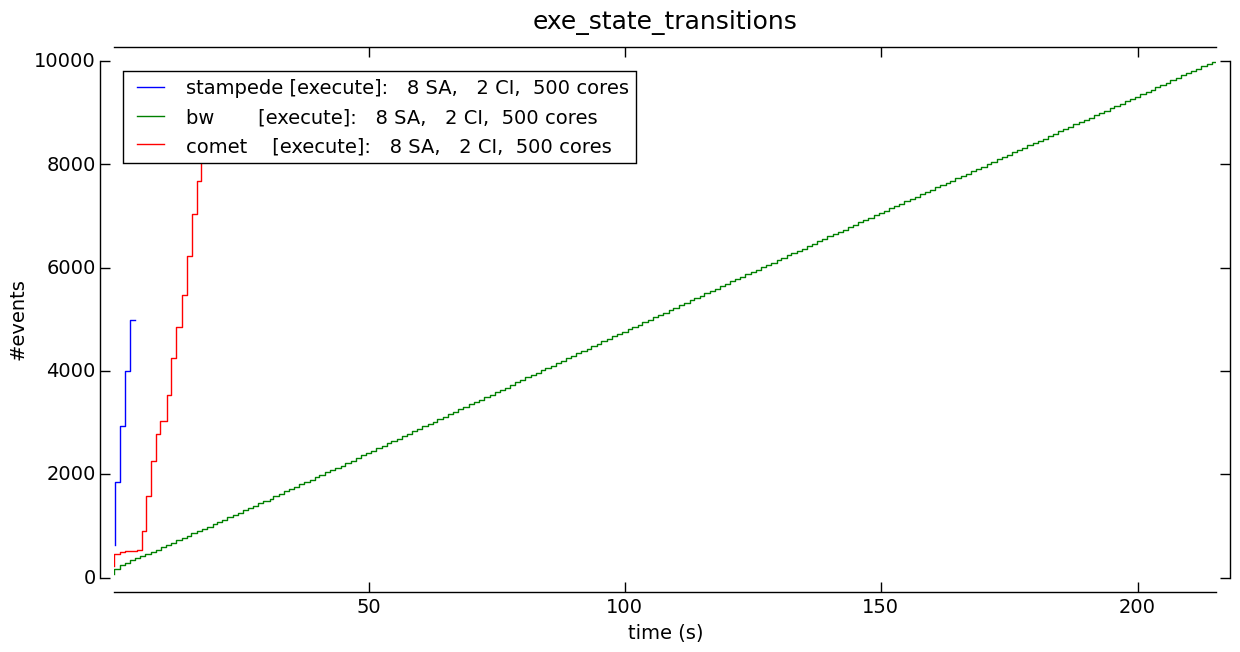 exe_state_transitions
10000
8000
6000
4000
2000
0
#events
stampede [execute]:   8 SA,   2 CI,  500 cores
bw       [execute]:   8 SA,   2 CI,  500 cores
comet    [execute]:   8 SA,   2 CI,  500 cores
50 100 150 200
time (s)